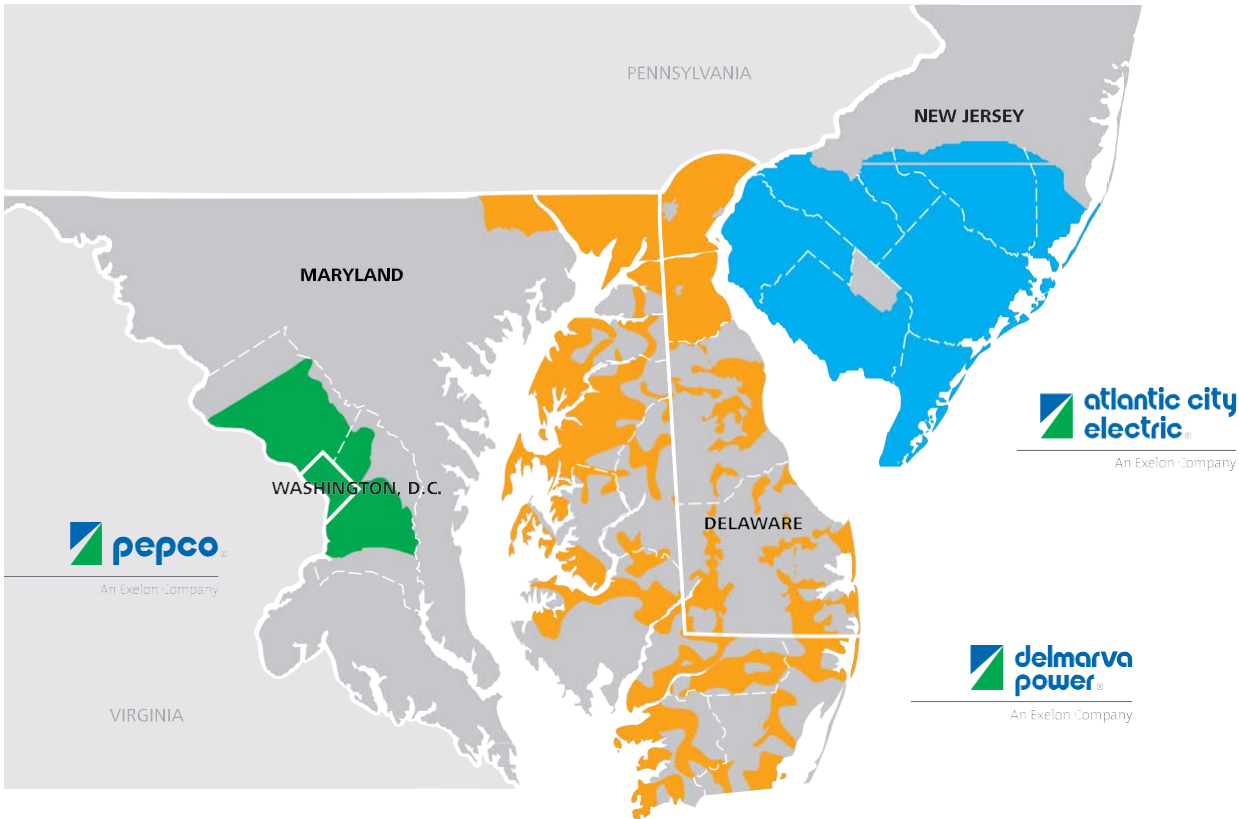 PENNSYLVANIA
NEW JERSEY
MARYLAND
atlantic city
electric®
An Exelon Company
WASHINGTON, D.C.
DELAWARE
pepco®
An Exelon Company
delmarva
power®
An Exelon Company
VIRGINIA